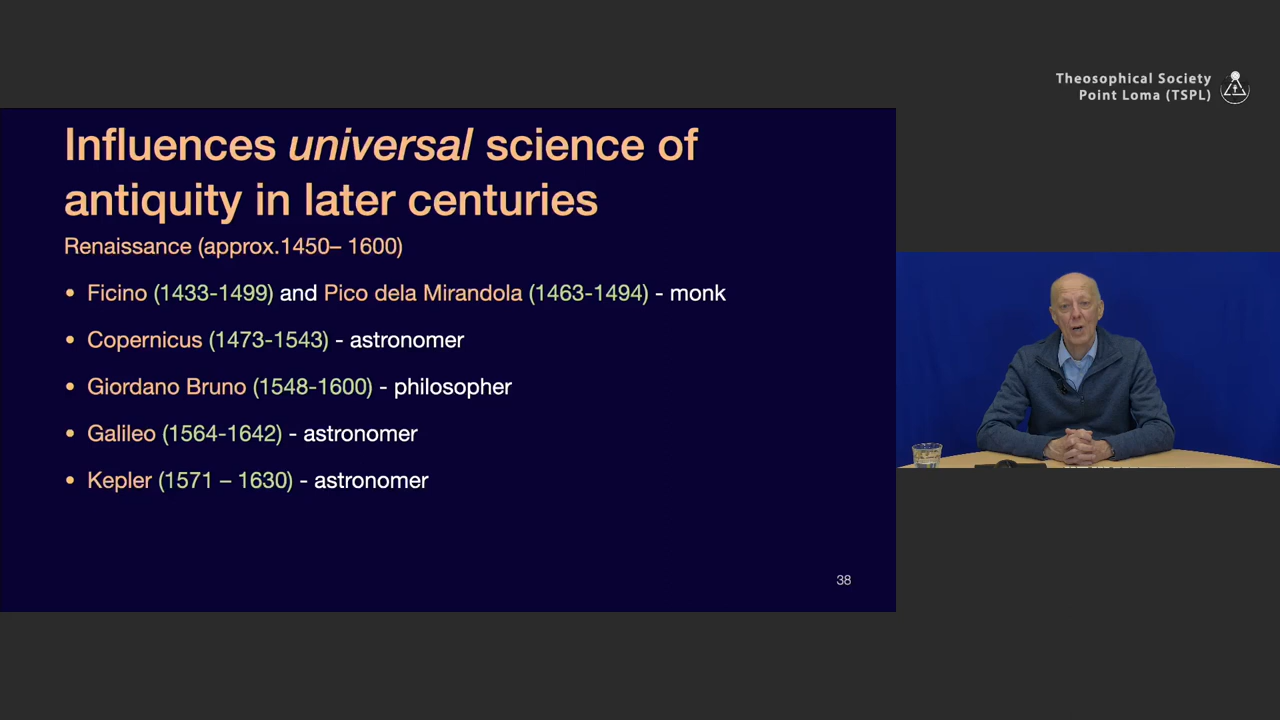 Theosophical Society
Point Loma (TSPL)
Influences universal science of
antiquity in later centuries
Renaissance (approx.1450– 1600)
• Ficino (1433-1499) and Pico dela Mirandola (1463-1494) - monk
• Copernicus (1473-1543) - astronomer
• Giordano Bruno (1548-1600) - philosopher
• Galileo (1564-1642) - astronomer
• Kepler (1571 – 1630) - astronomer
38